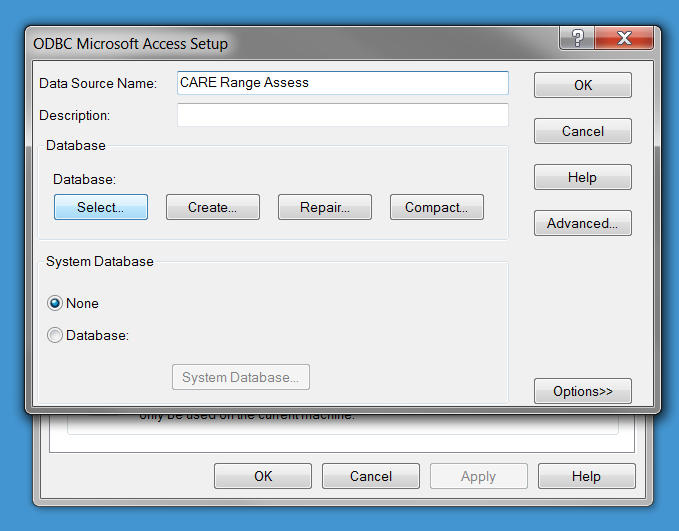 ODBC Microsoft Access Setup
?
Data Source Name: CARE Range Assess
OK
Description:
Cancel
Database
Database:
Help
Select... Create... Repair... Compact...
Advanced...
System Database
None
Database:
System Database...
Options>>
only be used on the current machine.
OK Cancel Apply Help